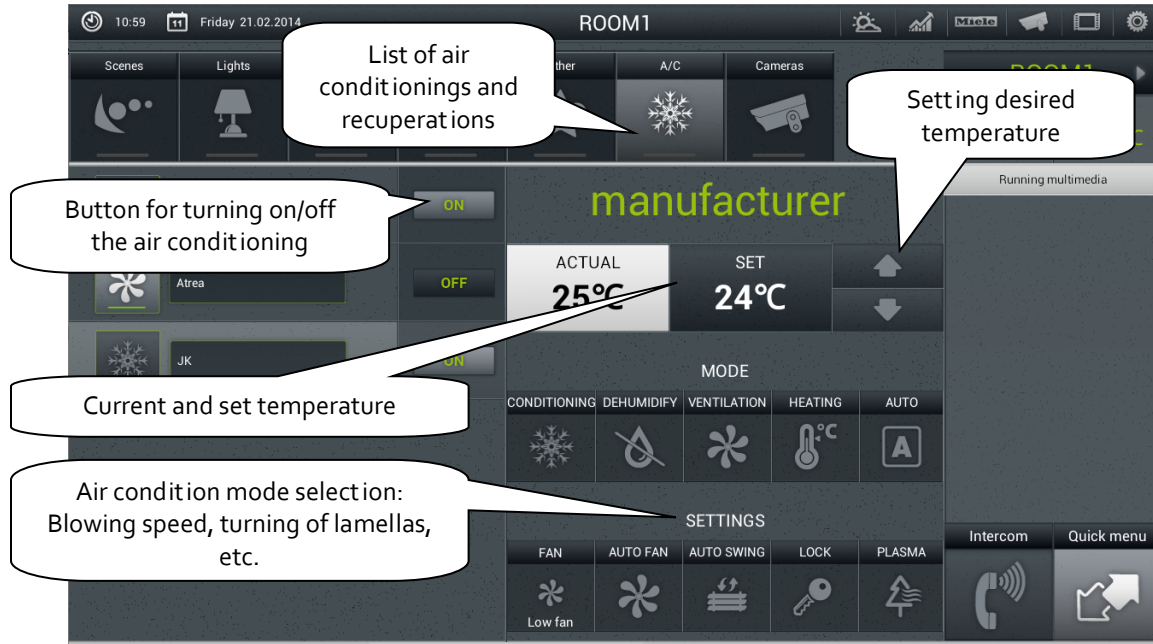 10:59
11
Friday 21.02.2014
ROOM1
Miele
Scenes
Lights
A/C
Cameras
ROOM1
List of air
conditionings and
recuperations
Setting desired
temperature
Running multimedia
Button for turning on/off
the air conditioning
ON
manufacturer
Atrea
OFF
ACTUAL
SET
25°C
24°C
JK
ON
Current and set temperature
MODE
CONDITIONING
DEHUMIDIFY
VENTILATION
HEATING
AUTO
°C
A
Air condition mode selection:
Blowing speed, turning of lamellas,
etc.
SETTINGS
FAN
AUTO FAN
AUTO SWING
LOCK
PLASMA
Low fan
Intercom
Quick menu